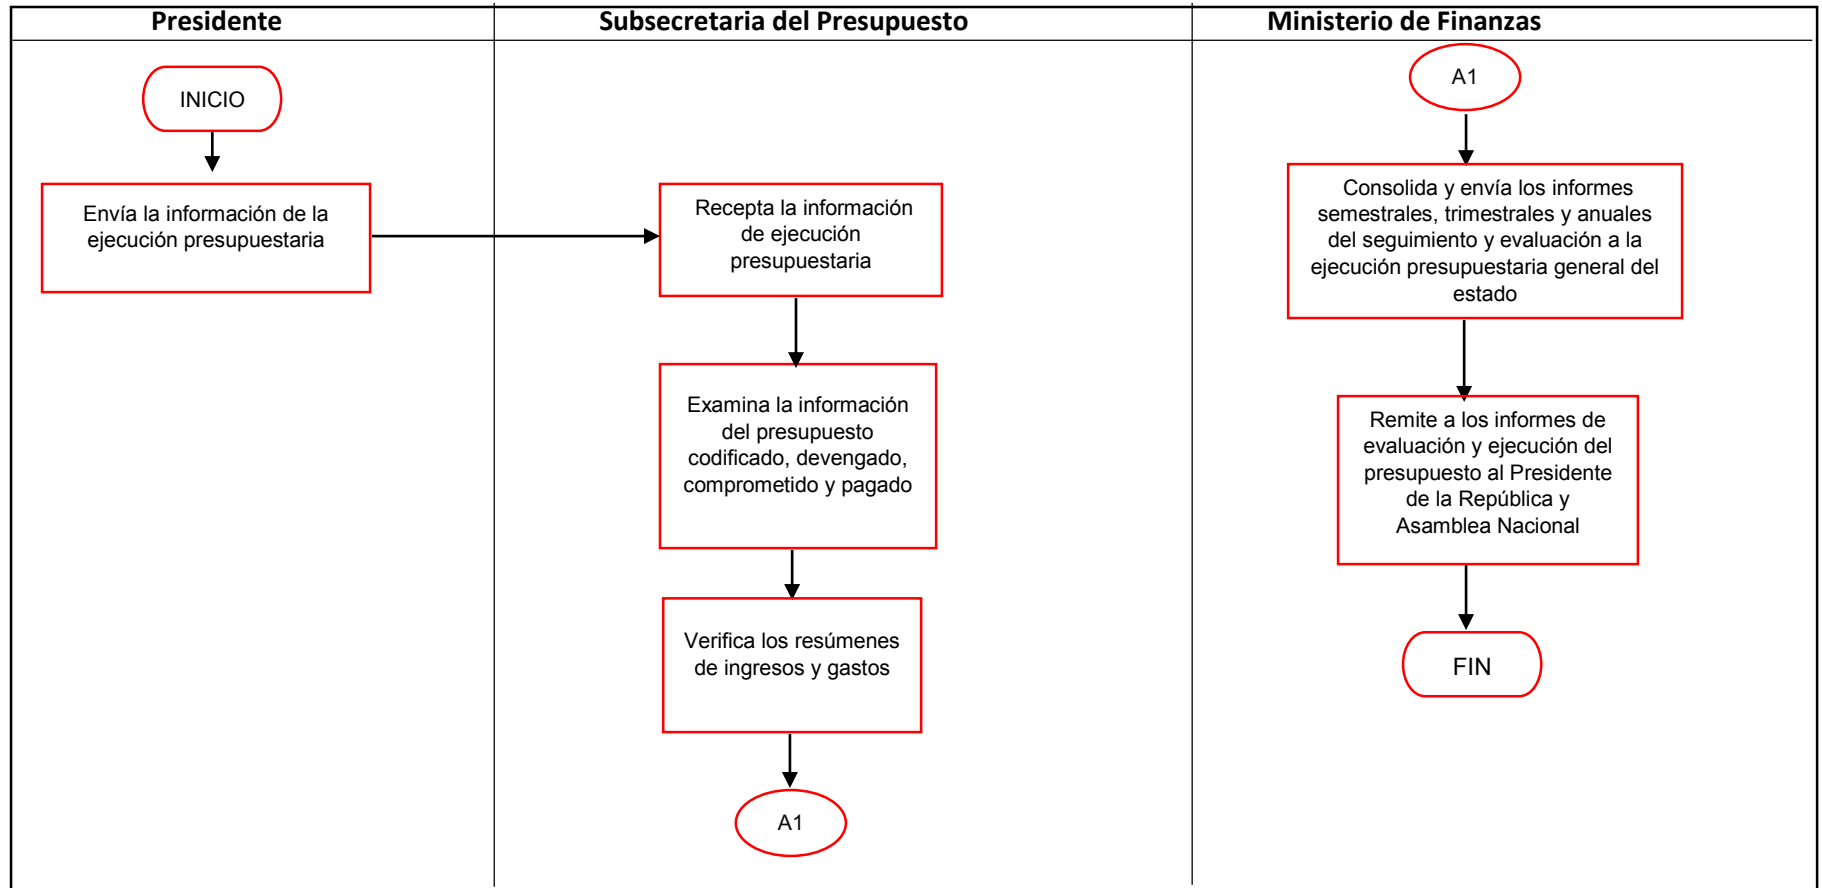 Presidente
Subsecretaria del Presupuesto
Ministerio de Finanzas
INICIO
Envía la información de la
ejecución presupuestaria
Recepta la información
de ejecución
presupuestaria
Examina la información
del presupuesto
codificado, devengado,
comprometido y pagado
Verifica los resúmenes
de ingresos y gastos
A1
A1
Consolida y envía los informes
semestrales, trimestrales y anuales
del seguimiento y evaluación a la
ejecución presupuestaria general del
estado
Remite a los informes de
evaluación y ejecución del
presupuesto al Presidente
de la República y
Asamblea Nacional
FIN